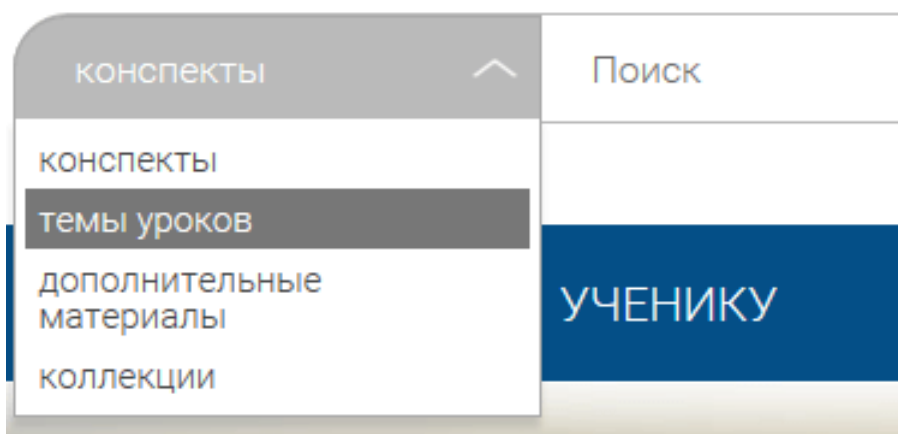 конспекты
Поиск
конспекты
темы уроков
дополнительные
материалы
коллекции
УЧЕНИКУ